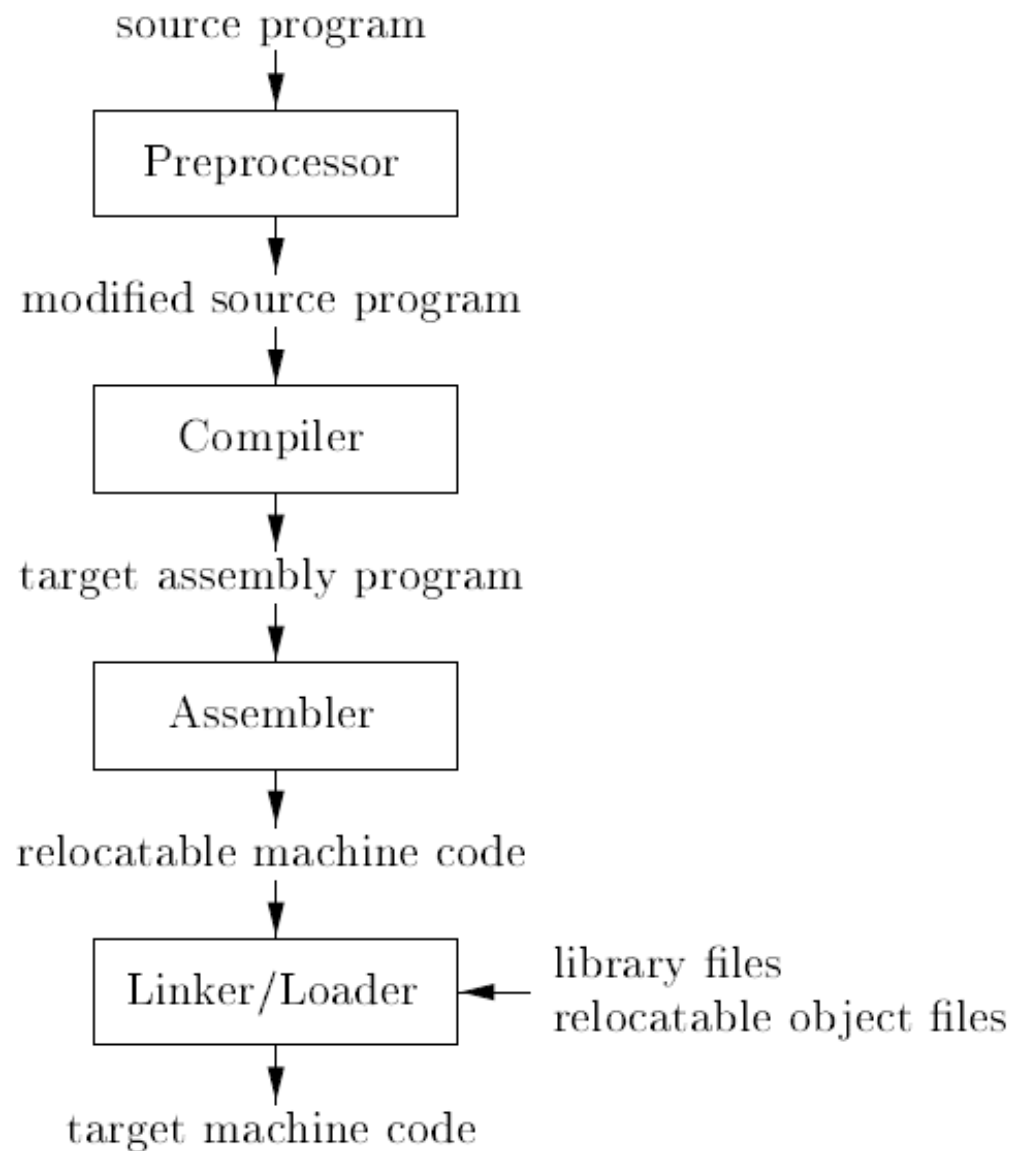 source program
Preprocessor
modified source program
Compiler
target assembly program
Assembler
relocatable machine code
Linker/Loader
library files
relocatable object files
target machine code